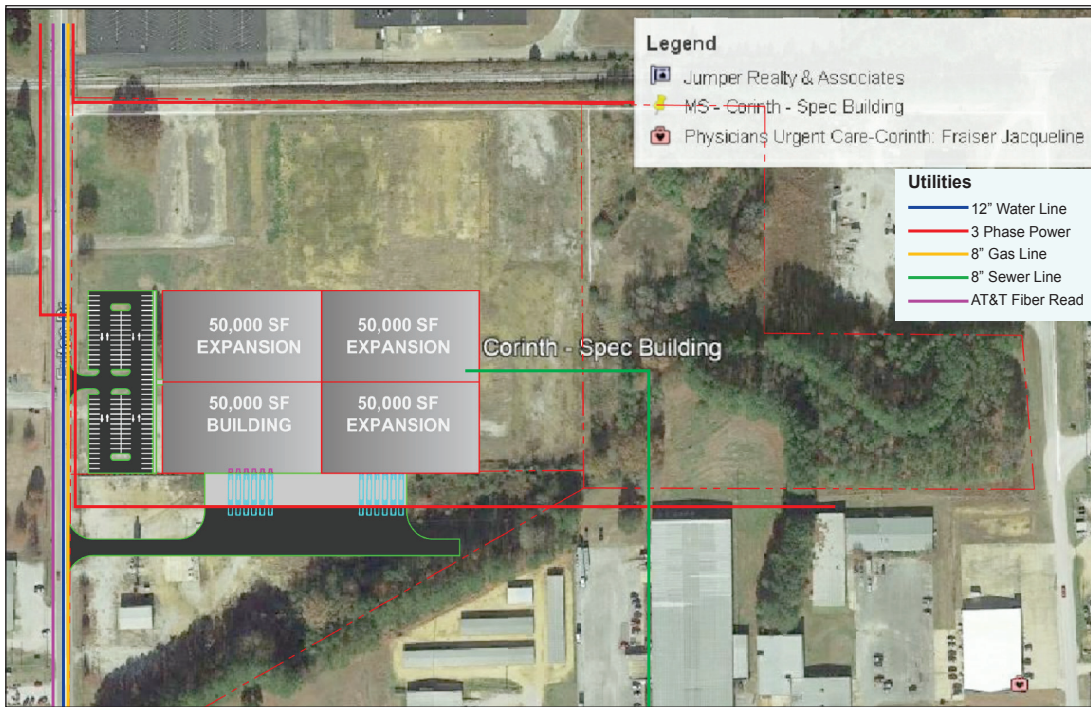 Legend
Jumper Realty & Associates
MS - Corinth - Spec Building
Physicians Urgent Care-Corinth: Fraiser Jacqueline
Utilities
12” Water Line
3 Phase Power
8” Gas Line
8” Sewer Line
AT&T Fiber Read
50,000 SF
EXPANSION
50,000 SF
EXPANSION
Corinth - Spec Building
50,000 SF
BUILDING
50,000 SF
EXPANSION